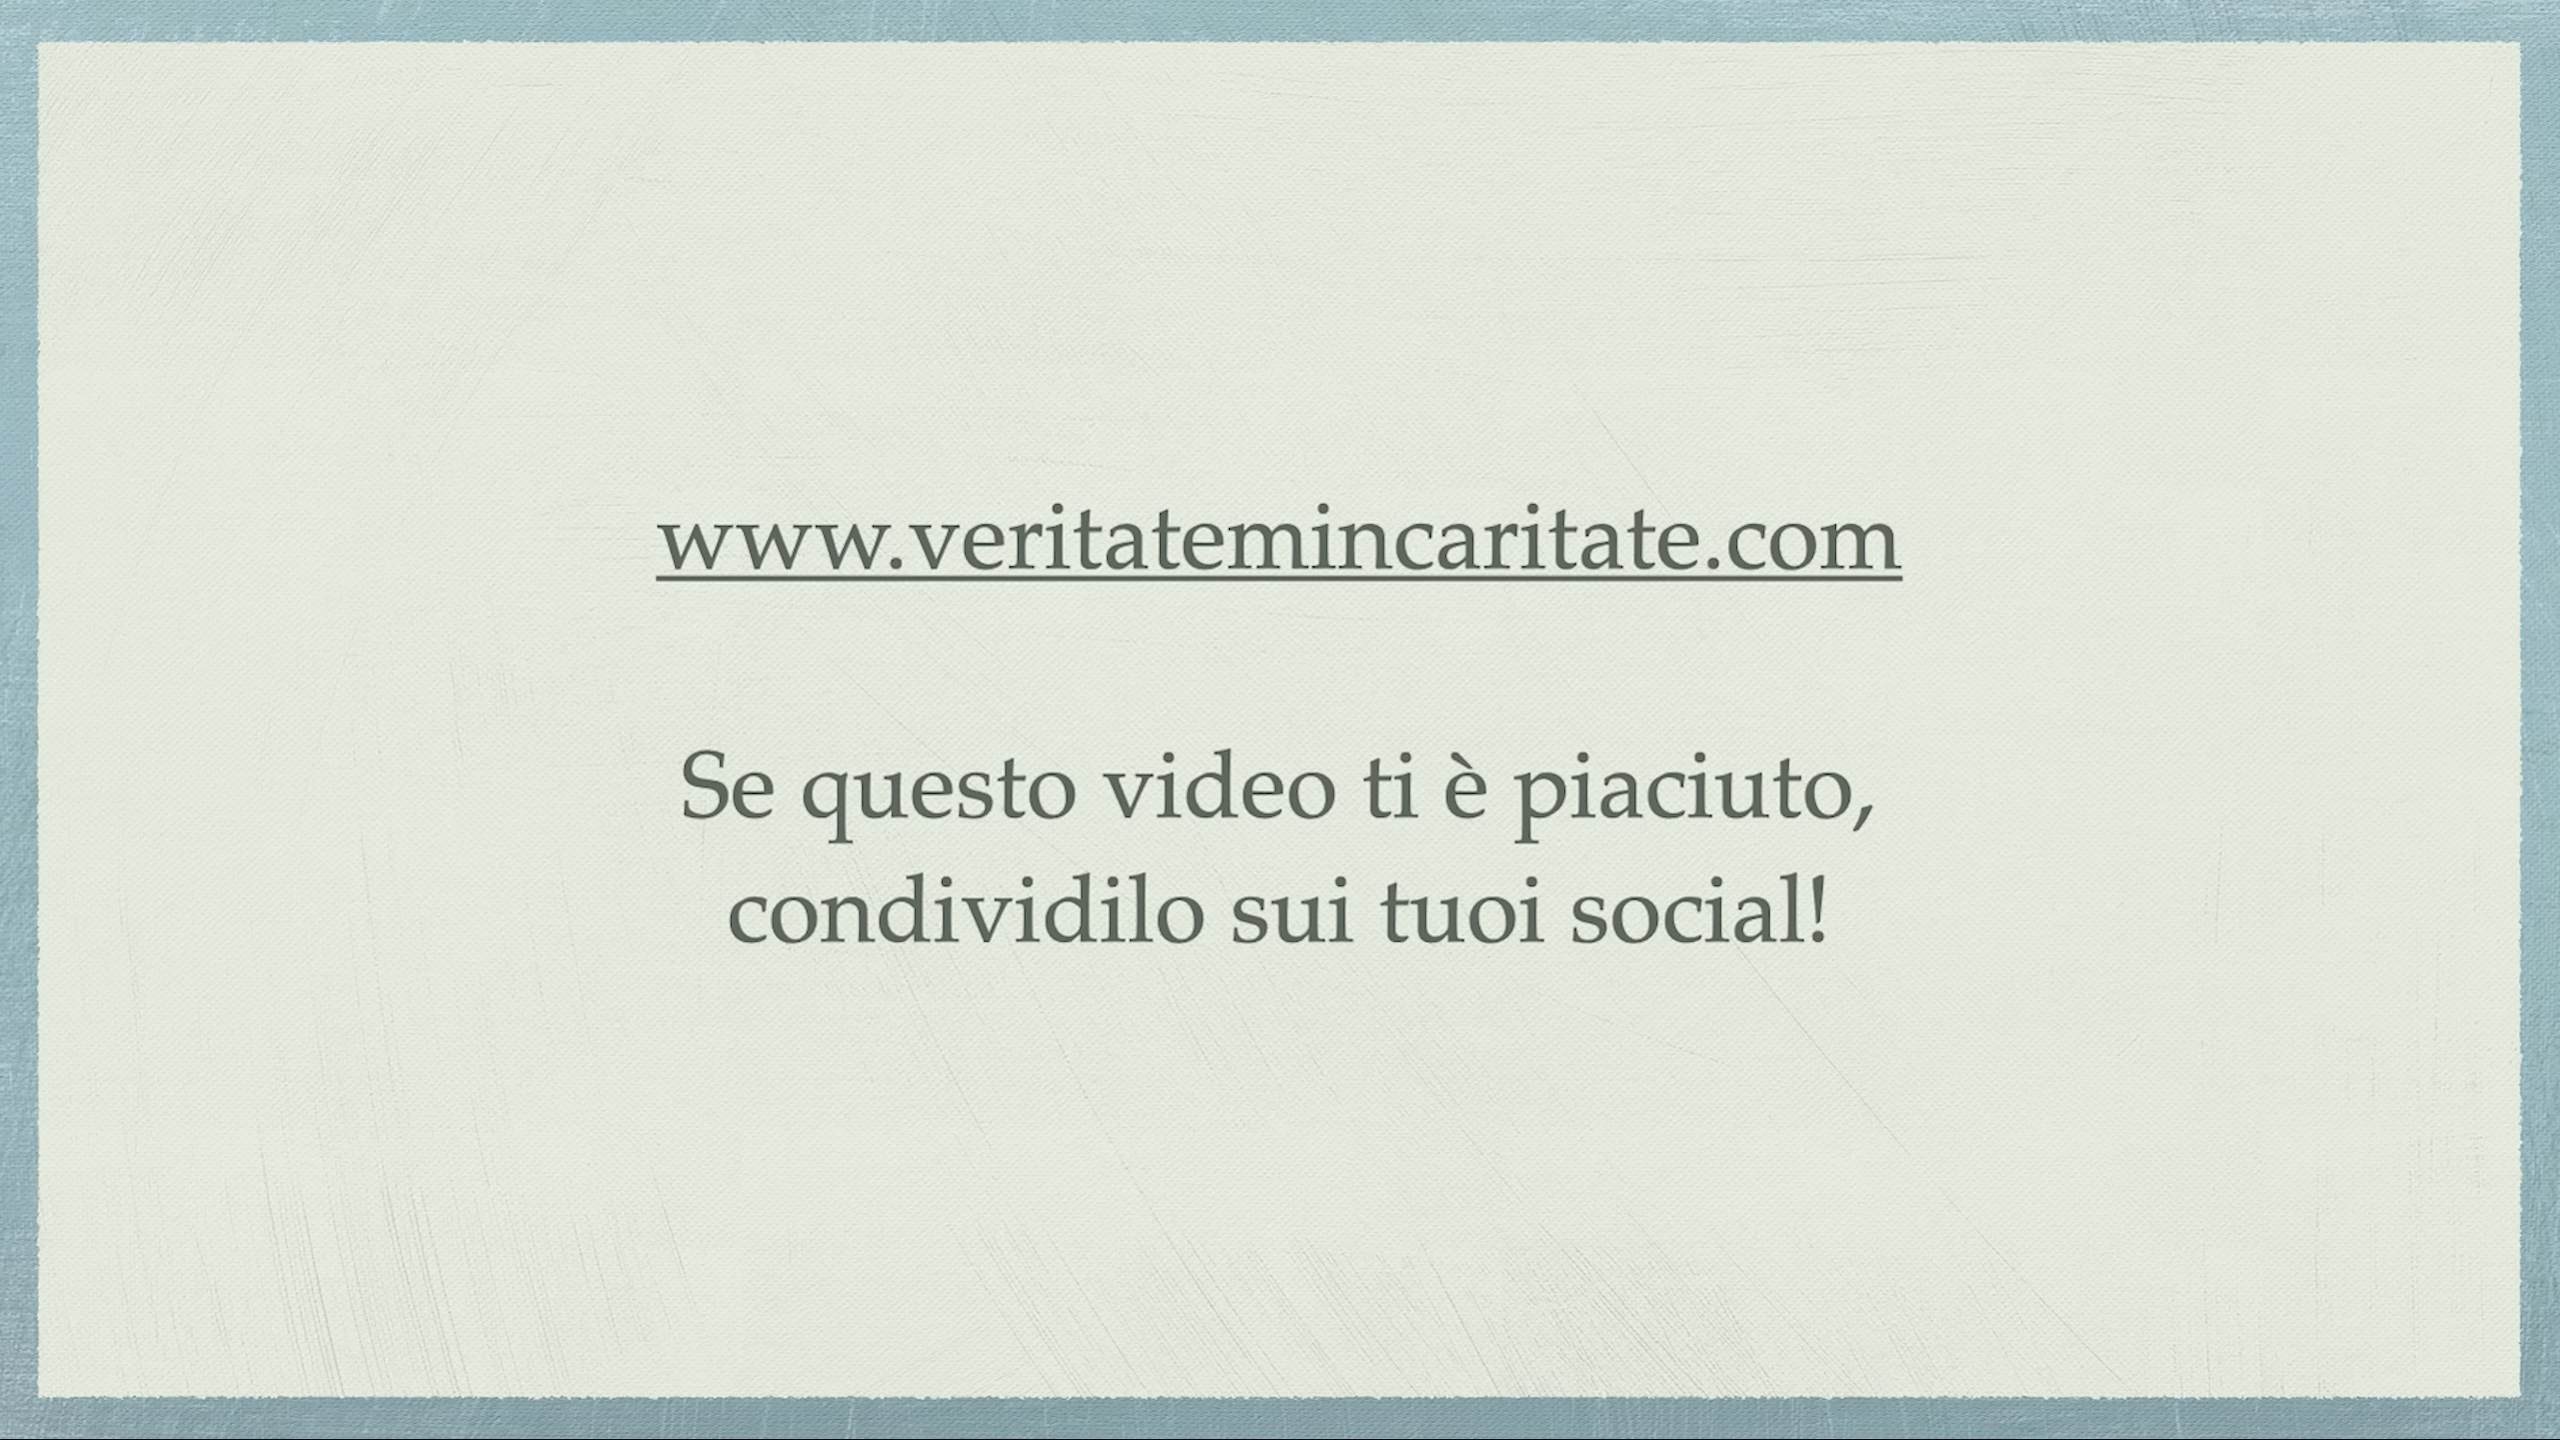 www.veritatemincaritate.com
Se questo video ti è piaciuto,
condividilo sui tuoi social!